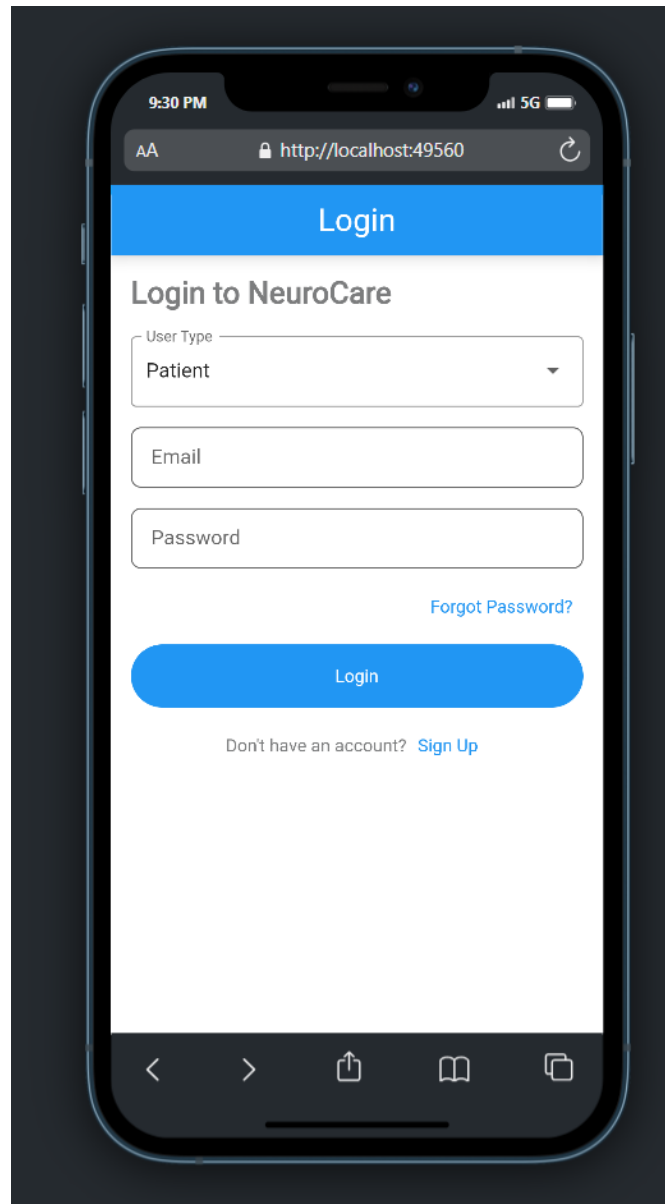 9:30 PM 5G
AA http://localhost:49560
Login
Login to NeuroCare
User Type
Patient
Email
Password
Forgot Password?
Login
Don't have an account? Sign Up